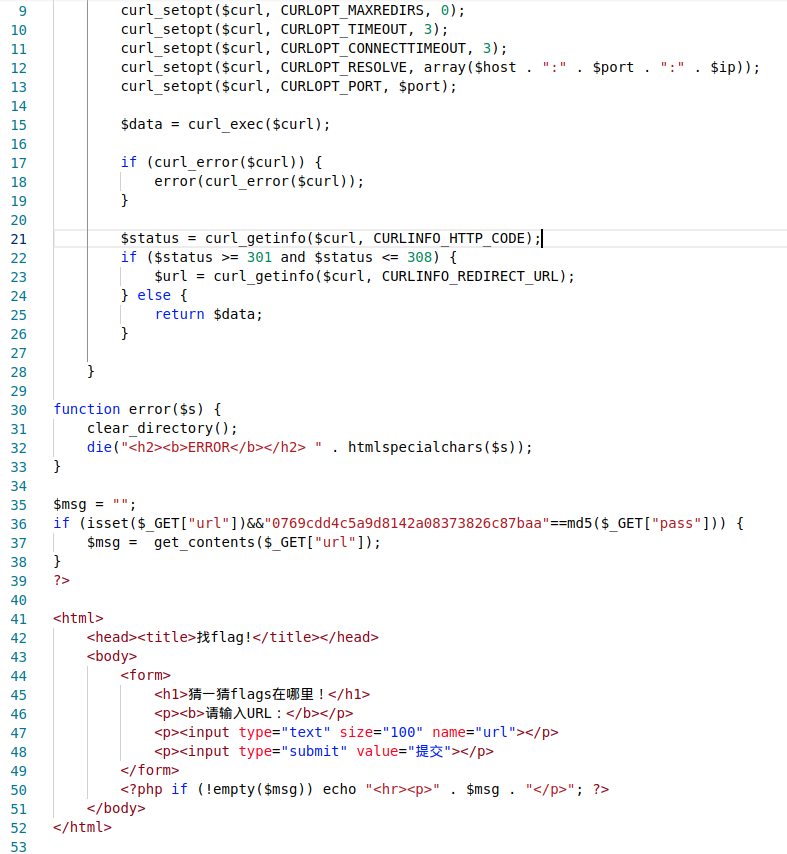 9 curl_setopt($curl, CURLOPT_MAXREDIRS, 0);
10 curl_setopt($curl, CURLOPT_TIMEOUT, 3);
11 curl_setopt($curl, CURLOPT_CONNECTTIMEOUT, 3);
12 curl_setopt($curl, CURLOPT_RESOLVE, array($host . ":" . $port . ":" . $ip));
13 curl_setopt($curl, CURLOPT_PORT, $port);
14
15 $data = curl_exec($curl);
16
17 if (curl_error($curl)) {
18 error(curl_error($curl));
19 }
20
21 $status = curl_getinfo($curl, CURLINFO_HTTP_CODE);
22 if ($status >= 301 and $status <= 308) {
23 $url = curl_getinfo($curl, CURLINFO_REDIRECT_URL);
24 } else {
25 return $data;
26 }
27
28 }
29
30 function error($s) {
31 clear_directory();
32 die("<h2><b>ERROR</b></h2> " . htmlspecialchars($s));
33 }
34
35 $msg = "";
36 if (isset($_GET["url"])&&"0769cdd4c5a9d8142a08373826c87baa"==md5($_GET["pass"])) {
37 $msg =  get_contents($_GET["url"]);
38 }
39 ?>
40
41 <html>
42 <head><title>找flag!</title></head>
43 <body>
44 <form>
45 <h1>猜一猜flags在哪里！</h1>
46 <p><b>请输入URL：</b></p>
47 <p><input type="text" size="100" name="url"></p>
48 <p><input type="submit" value="提交"></p>
49 </form>
50 <?php if (!empty($msg)) echo "<hr><p>" . $msg . "</p>"; ?>
51 </body>
52 </html>
53